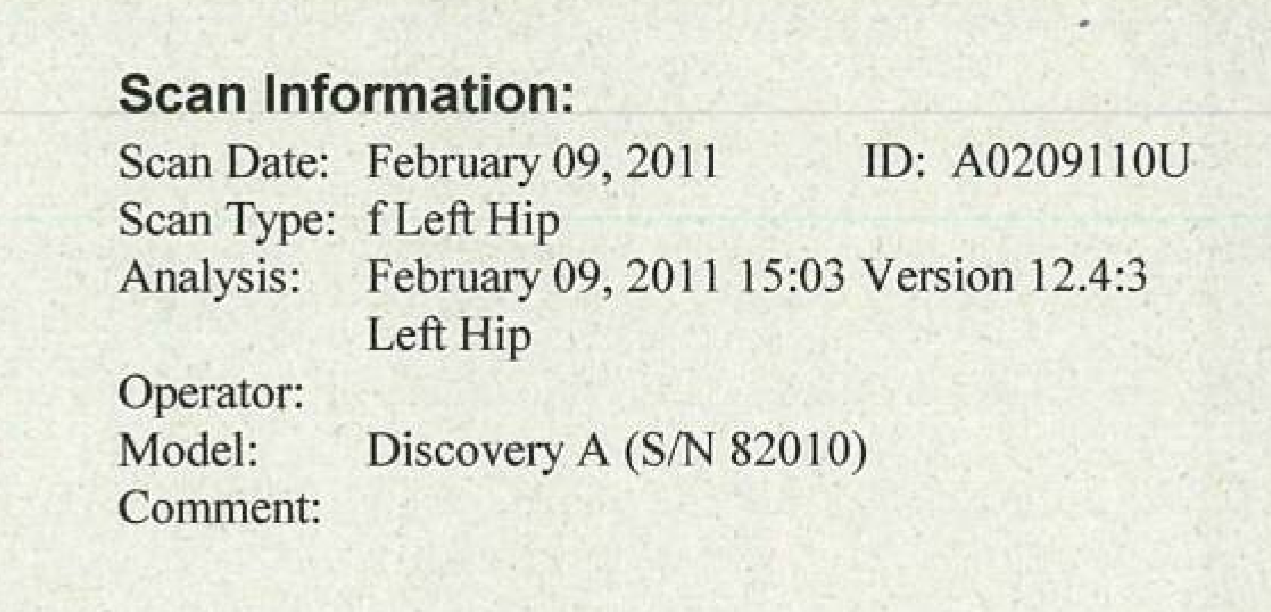 Scan Information:
Scan Date: February 09, 2011 ID: A0209110U
Scan Type: f Left Hip
Analysis: February 09, 2011 15:03 Version 12.4:3
Left Hip
Operator:
Model: Discovery A (S/N 82010)
Comment: